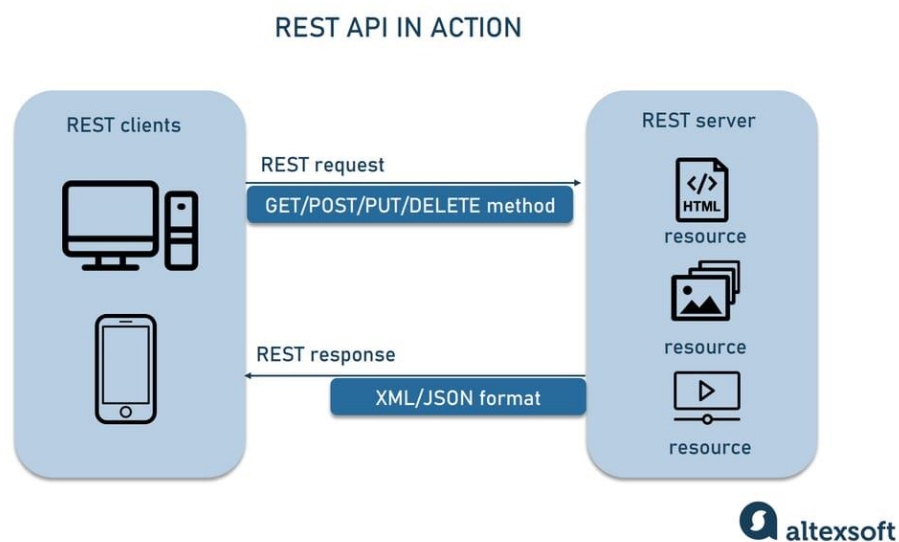 REST API IN ACTION
REST clients
REST request
GET/POST/PUT/DELETE method
REST response
XML/JSON format
REST server
</>
HTML
resource
resource
resource
altexsoft